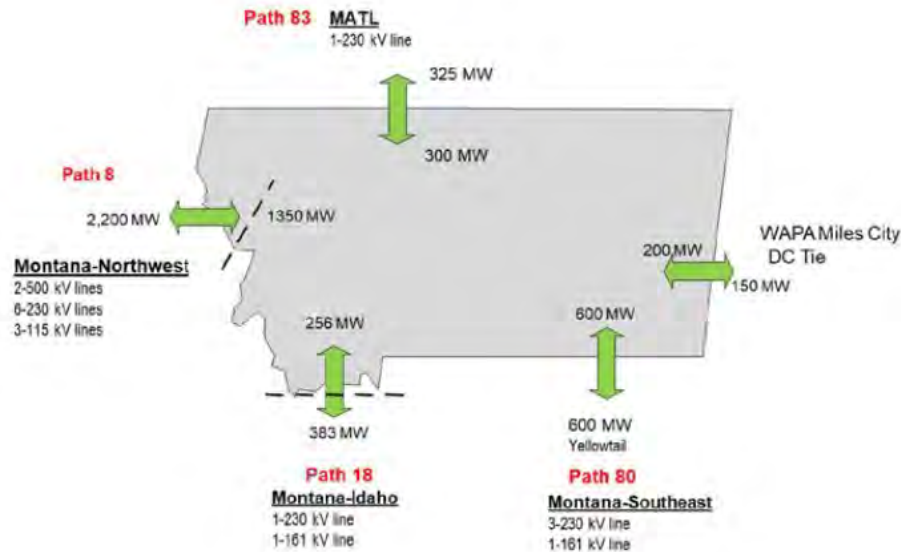 Path 83 MATL
1-230 kV line
325 MW
300 MW
Path 8
2,200 MW
1350 MW
Montana-Northwest
2-500 kV lines
6-230 kV lines
3-115 kV lines
WAPA Miles City
DC Tie
200 MW
150 MW
256 MW
383 MW
Path 18
Montana-Idaho
1-230 kV line
1-161 kV line
600 MW
600 MW
Yellowtail
Path 80
Montana-Southeast
3-230 kV line
1-161 kV line